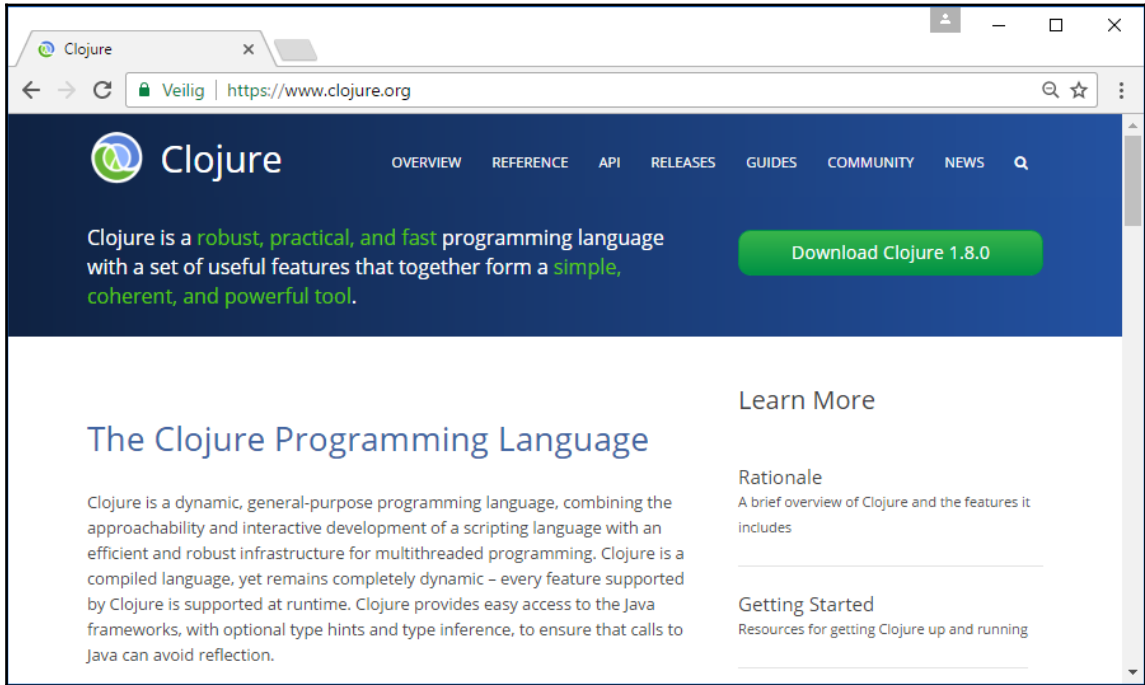 Clojure
Veilig | https://www.clojure.org
Clojure
OVERVIEW REFERENCE API RELEASES GUIDES COMMUNITY NEWS
Clojure is a robust, practical, and fast programming language
with a set of useful features that together form a simple,
coherent, and powerful tool.
Download Clojure 1.8.0
The Clojure Programming Language
Clojure is a dynamic, general-purpose programming language, combining the
approachability and interactive development of a scripting language with an
efficient and robust infrastructure for multithreaded programming. Clojure is a
compiled language, yet remains completely dynamic – every feature supported
by Clojure is supported at runtime. Clojure provides easy access to the Java
frameworks, with optional type hints and type inference, to ensure that calls to
Java can avoid reflection.
Learn More
Rationale
A brief overview of Clojure and the features it
includes
Getting Started
Resources for getting Clojure up and running